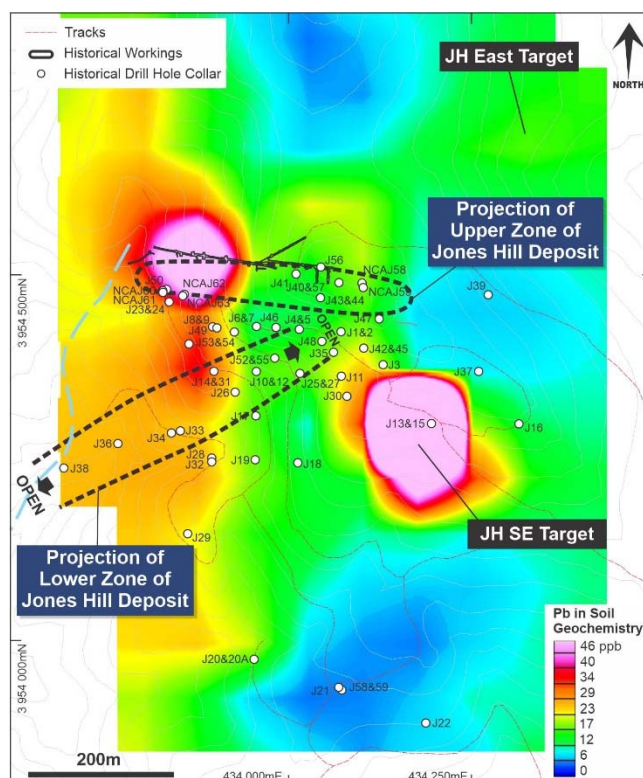 Tracks
Historical Workings
Historical Drill Hole Collar
JH East Target
NORTH
Projection of
Upper Zone of
Jones Hill Deposit
J56
J50
NCAJ60
NCAJ62
J41
J40&57
NCAJ58
NCAJ61
NCAJ63
J43&44
J39
3 954 500mN
J23&24
J8&9
J6&7
J46
J4&5
OPEN
J47
J49
J1&2
J53&54
J48
J35
J42&45
J52&55
J3
J14&31
J10&12
J25&27
J11
J37
J26
J30
J13&15
J16
J36
J34
J33
J38
J28
J32
J19
J18
OPEN
JH SE Target
J29
Projection of
Lower Zone of
Jones Hill Deposit
Pb in Soil
Geochemistry
46 ppb
40
34
29
23
17
12
6
0
3 954 000mN
J20&20A
J21
J58&59
J22
200m
434 000mE
434 250mE